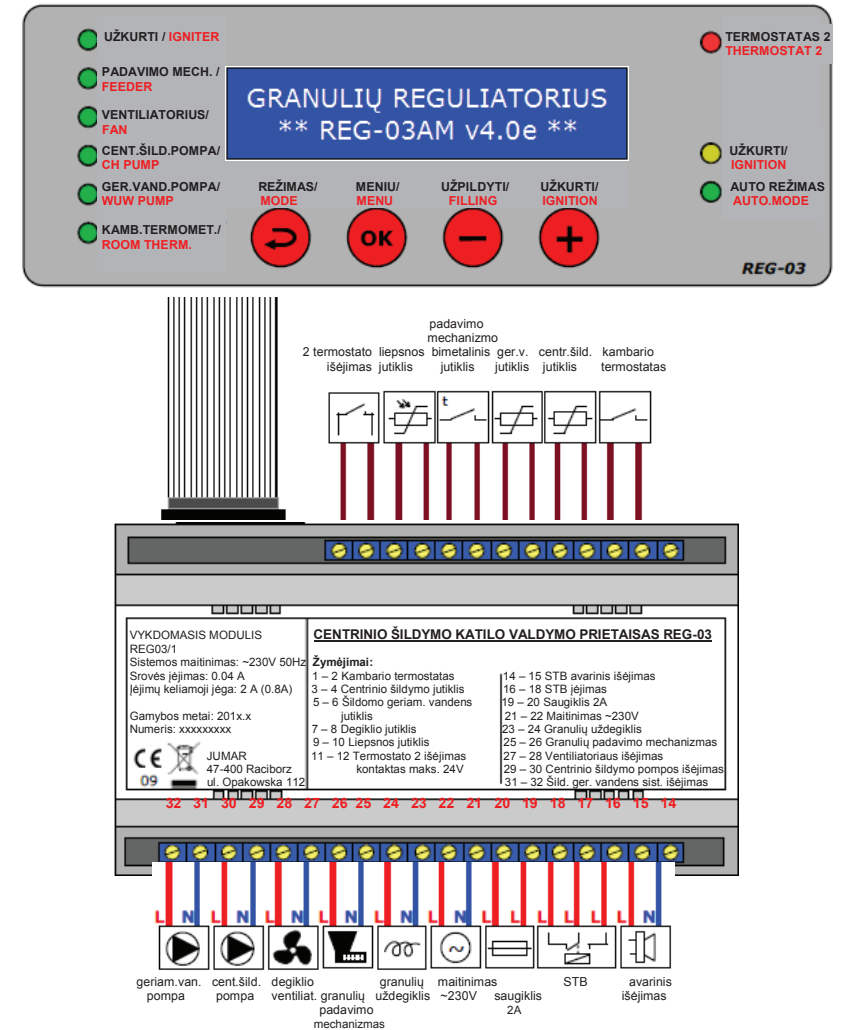 UŽKURTI / IGNITER
PADAVIMO MECH. /
FEEDER
VENTILIATORIUS/
FAN
CENT.ŠILD.POMPA/
CH PUMP
GER.VAND.POMPA/
WUW PUMP
KAMB.TERMOMET./
ROOM THERM.
GRANULIŲ REGULIATORIUS
** REG-03AM v4.0e **
REŽIMAS/
MODE
MENIU/
MENU
UŽPILDYTI/
FILLING
UŽKURTI/
IGNITION
OK
TERMOSTATAS 2
THERMOSTAT 2
UŽKURTI/
IGNITION
AUTO REŽIMAS
AUTO.MODE
REG-03
2 termostato
išėjimas
liepsnos
jutiklis
padavimo
mechanizmo
bimetalinis
jutiklis
ger.v.
jutiklis
centr.šild.
jutiklis
kambario
termostatas
t
VYKDOMASIS MODULIS
REG03/1
Sistemos maitinimas: ~230V 50Hz
Srovės įėjimas: 0.04 A
Įėjimų keliamoji jėga: 2 A (0.8A)
Gamybos metai: 201x.x
Numeris: xxxxxxxxx
CE
09
JUMAR
47-400 Raciborz
ul. Opakowska 112
CENTRINIO ŠILDYMO KATILO VALDYMO PRIETAISAS REG-03
Žymėjimai:
1 – 2 Kambario termostatas
3 – 4 Centrinio šildymo jutiklis
5 – 6 Šildomo geriam. vandens
jutiklis
7 – 8 Degiklio jutiklis
9 – 10 Liepsnos jutiklis
11 – 12 Termostato 2 išėjimas
kontaktas maks. 24V
14 – 15 STB avarinis išėjimas
16 – 18 STB įėjimas
19 – 20 Saugiklis 2A
21 – 22 Maitinimas ~230V
23 – 24 Granulių uždegiklis
25 – 26 Granulių padavimo mechanizmas
27 – 28 Ventiliatoriaus išėjimas
29 – 30 Centrinio šildymo pompos išėjimas
31 – 32 Šild. ger. vandens sist. išėjimas
32 31 30 29 28 27 26 25 24 23 22 21 20 19 18 17 16 15 14
L N L N L N L N L N L N L L L L L L N
geriam.van.
pompa
cent.šild.
pompa
degiklio
ventiliat.
granulių
padavimo
mechanizmas
granulių
uždegiklis
maitinimas
~230V
saugiklis
2A
STB
avarinis
išėjimas